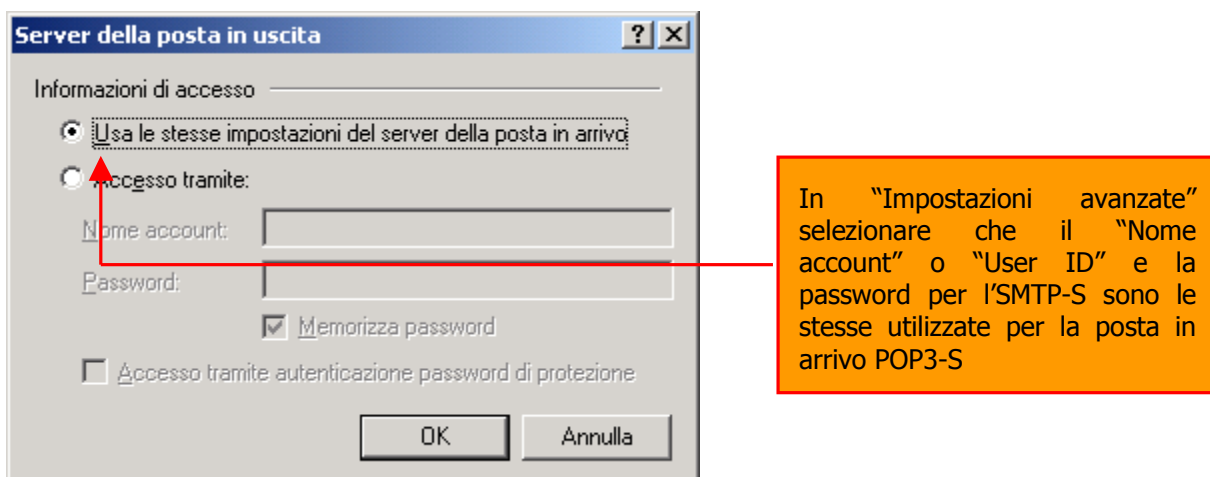 Server della posta in uscita
Informazioni di accesso
Usa le stesse impostazioni del server della posta in arrivo
Accesso tramite:
Nome account:
Password:
Memorizza password
Accesso tramite autenticazione password di protezione
OK Annulla
In “Impostazioni avanzate”
selezionare che il “Nome
account” o “User ID” e la
password per l’SMTP-S sono le
stesse utilizzate per la posta in
arrivo POP3-S